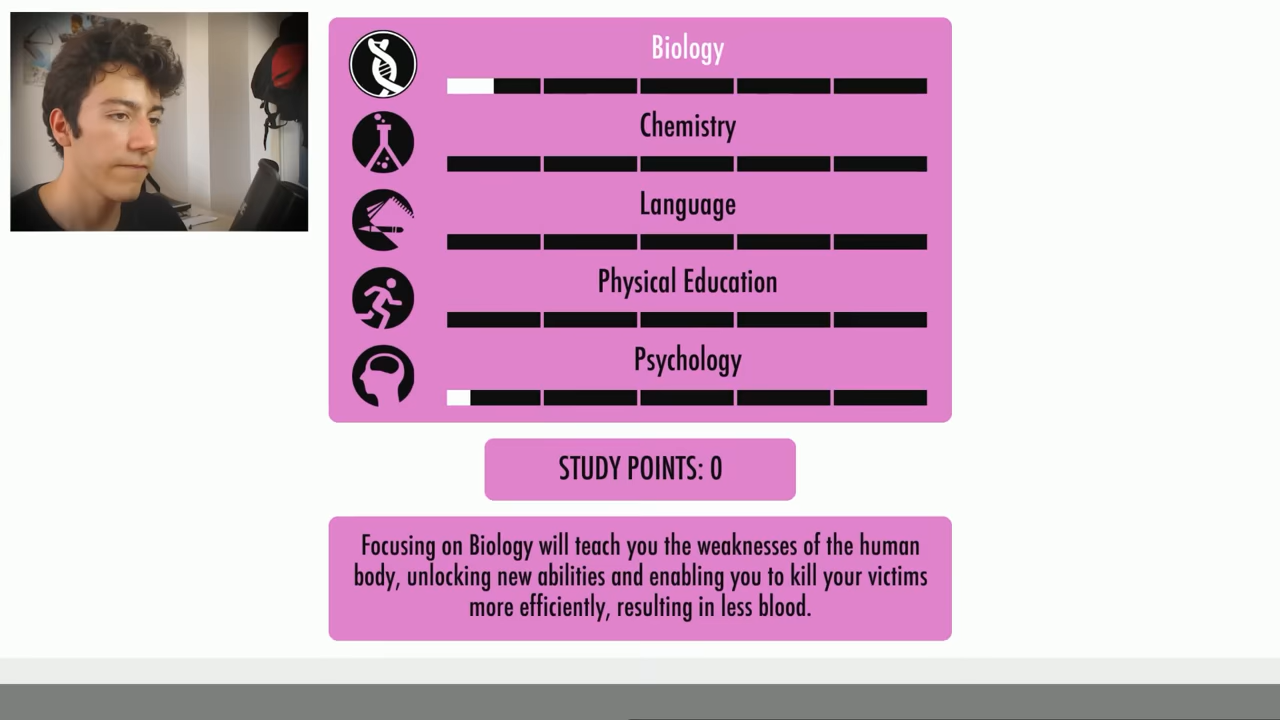 Biology
Chemistry
Language
Physical Education
Psychology
STUDY POINTS: 0
Focusing on Biology will teach you the weaknesses of the human
body, unlocking new abilities and enabling you to kill your victims
more efficiently, resulting in less blood.